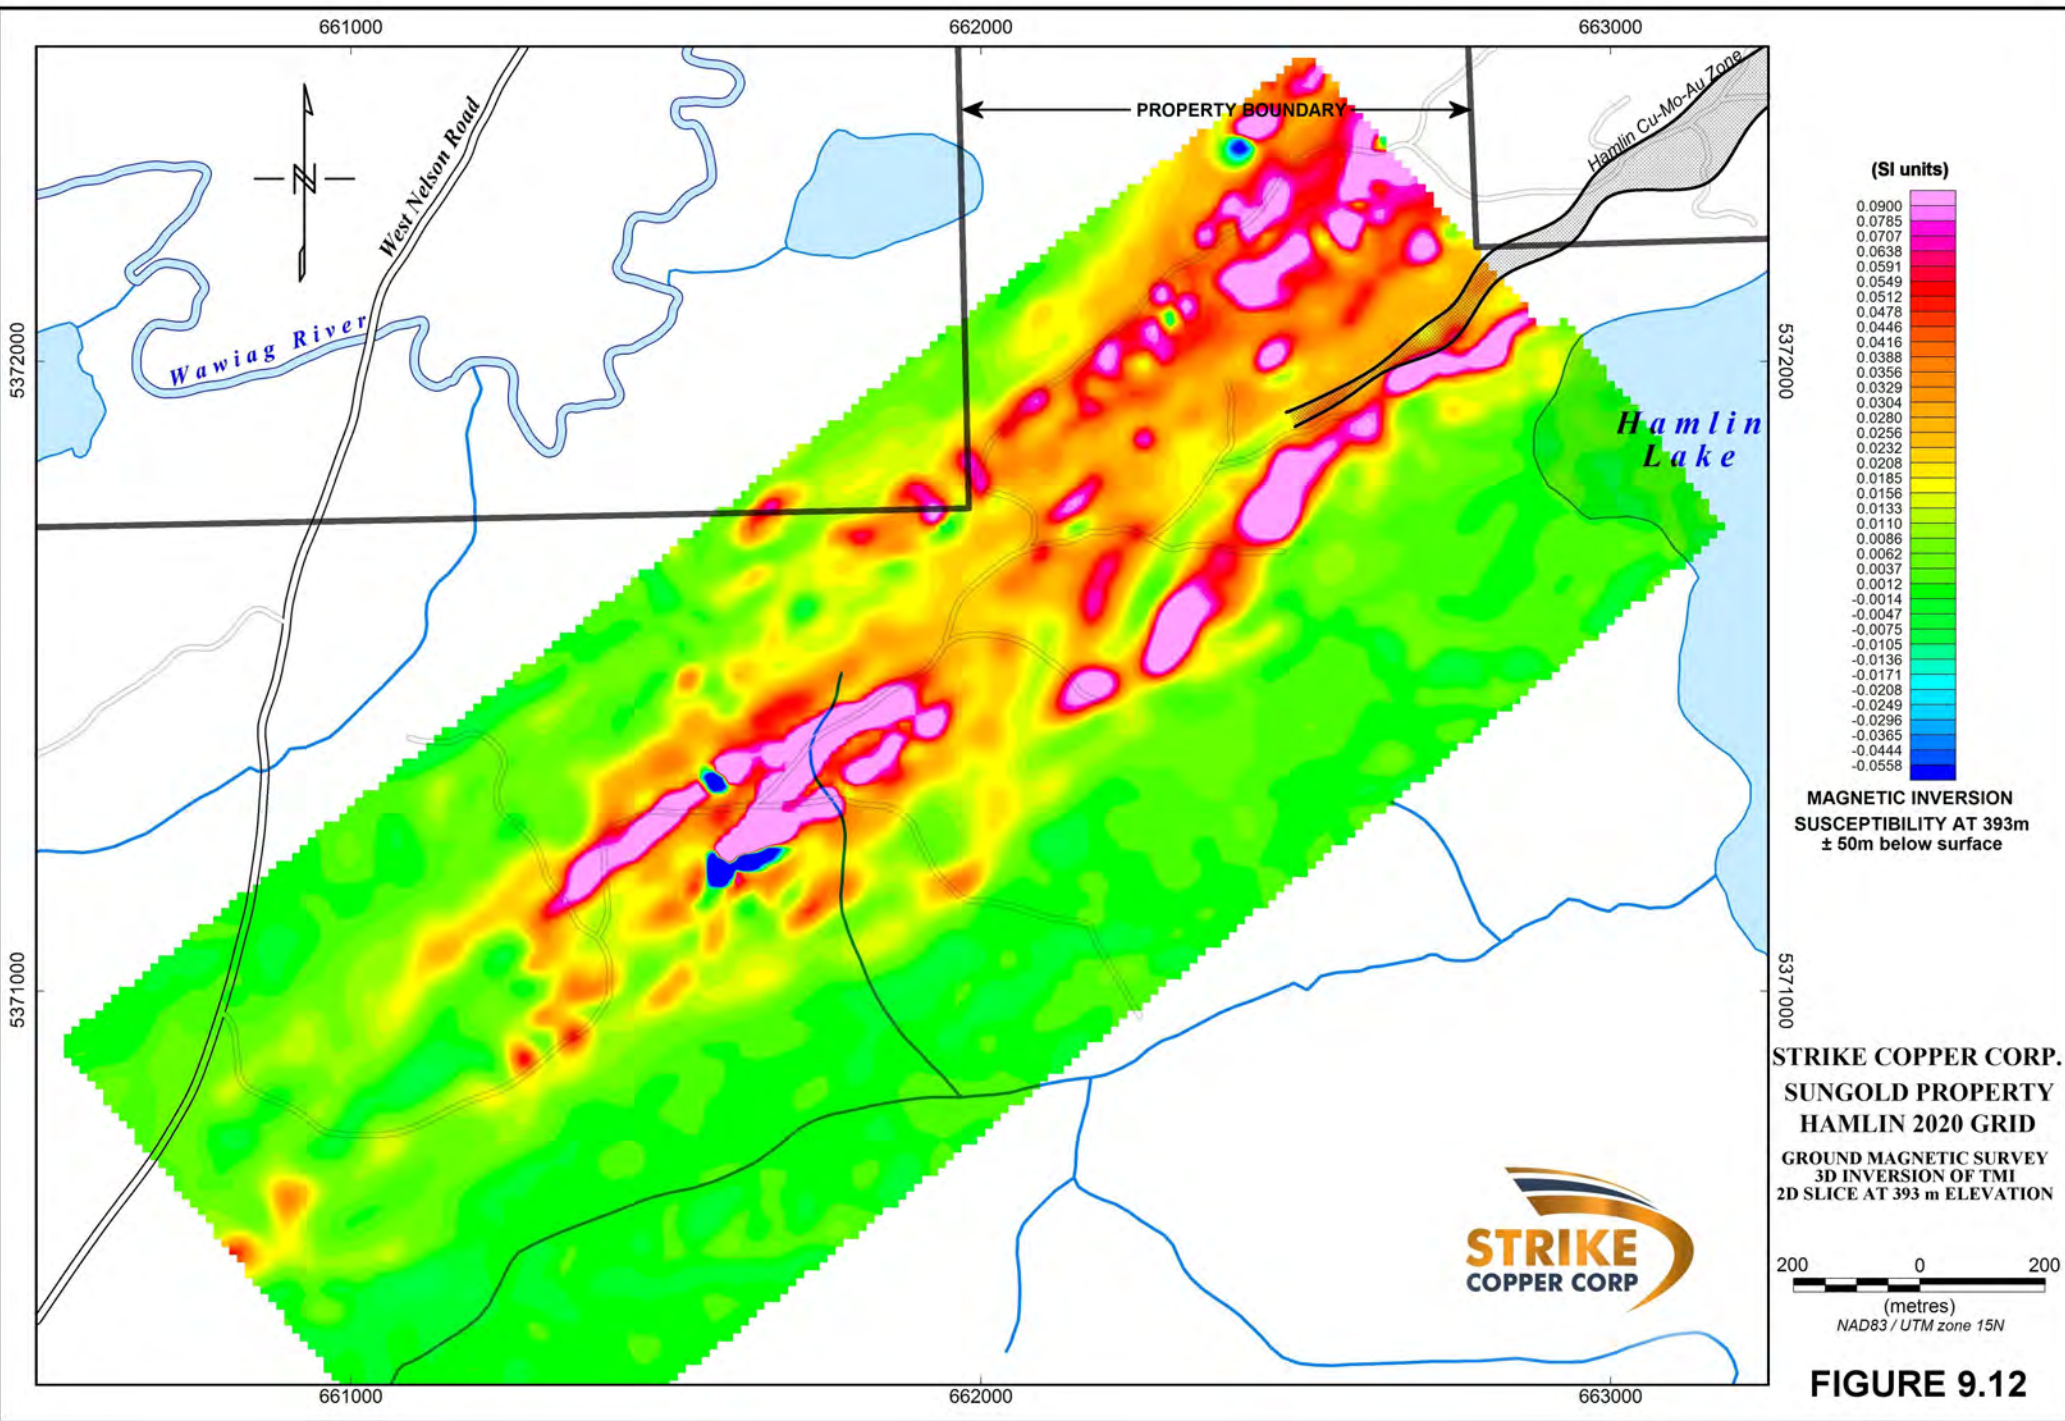 661000
662000
663000
PROPERTY BOUNDARY
Hamlin Cu-Mo-Au Zone
West Nelson Road
N
Wawiag River
5372000
5372000
Hamlin
Lake
5371000
5371000
661000
662000
663000
(SI units)
0.0900
0.0785
0.0707
0.0638
0.0591
0.0549
0.0512
0.0478
0.0446
0.0416
0.0388
0.0356
0.0329
0.0304
0.0280
0.0256
0.0232
0.0208
0.0185
0.0156
0.0133
0.0110
0.0086
0.0062
0.0037
0.0012
-0.0014
-0.0047
-0.0075
-0.0105
-0.0136
-0.0171
-0.0208
-0.0249
-0.0296
-0.0365
-0.0444
-0.0558
MAGNETIC INVERSION
SUSCEPTIBILITY AT 393m
± 50m below surface
STRIKE COPPER CORP.
SUNGOLD PROPERTY
HAMLIN 2020 GRID
GROUND MAGNETIC SURVEY
3D INVERSION OF TMI
2D SLICE AT 393 m ELEVATION
STRIKE
COPPER CORP
200 0 200
(metres)
NAD83 / UTM zone 15N
FIGURE 9.12